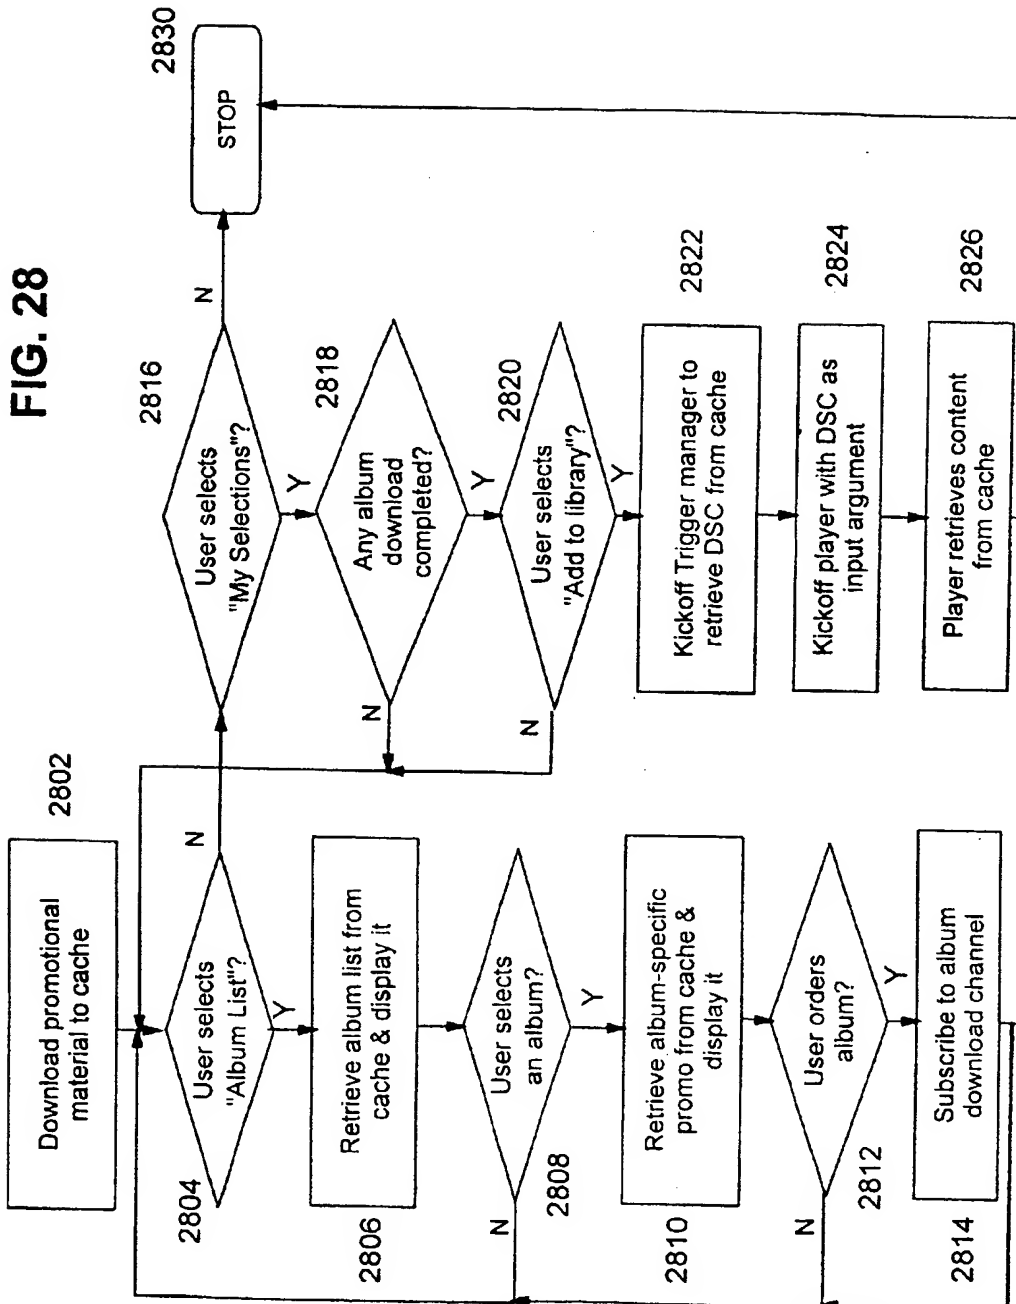 FIG. 28
Download promotional
material to cache
2802
User selects
"Album List"?
2804
N
Y
Retrieve album list from
cache & display it
2806
User selects
an album?
2808
N
Y
Retrieve album-specific
promo from cache &
display it
2810
User orders
album?
2812
N
Y
Subscribe to album
download channel
2814
User selects
"My Selections"?
2816
N
Y
STOP
2830
Any album
download
completed?
2818
N
Y
User selects
"Add to library"?
2820
N
Y
Kickoff Trigger manager to
retrieve DSC from cache
2822
Kickoff player with DSC as
input argument
2824
Player retrieves content
from cache
2826